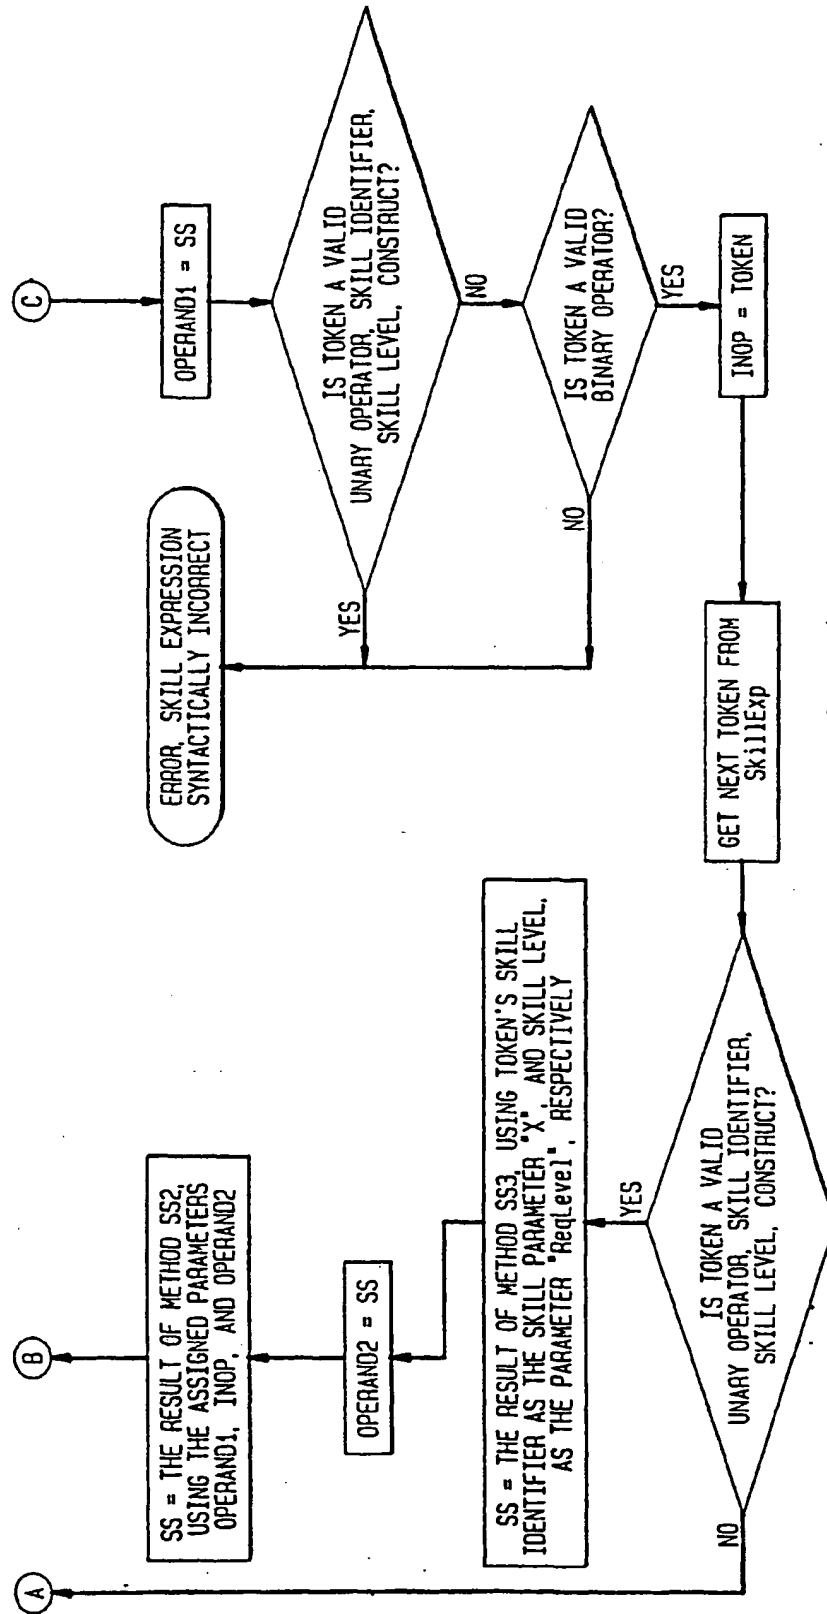 C
OPERAND1 = SS
IS TOKEN A VALID
UNARY OPERATOR, SKILL IDENTIFIER,
SKILL LEVEL, CONSTRUCT?
YES
NO
ERROR, SKILL EXPRESSION
SYNTACTICALLY INCORRECT
IS TOKEN A VALID
BINARY OPERATOR?
NO
YES
INOP = TOKEN
GET NEXT TOKEN FROM
SkillExp
IS TOKEN A VALID
UNARY OPERATOR, SKILL IDENTIFIER,
SKILL LEVEL, CONSTRUCT?
YES
NO
SS = THE RESULT OF METHOD SS3, USING TOKEN'S SKILL
IDENTIFIER AS THE SKILL PARAMETER "X", AND SKILL LEVEL,
AS THE PARAMETER "ReqLevel", RESPECTIVELY
OPERAND2 = SS
SS = THE RESULT OF METHOD SS2,
USING THE ASSIGNED PARAMETERS
OPERAND1, INOP, AND OPERAND2
B
A